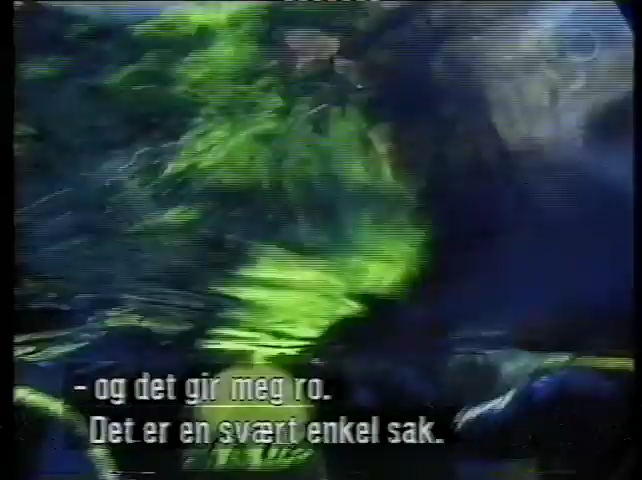 - og det gir meg ro.
Det er en svært enkel sak.